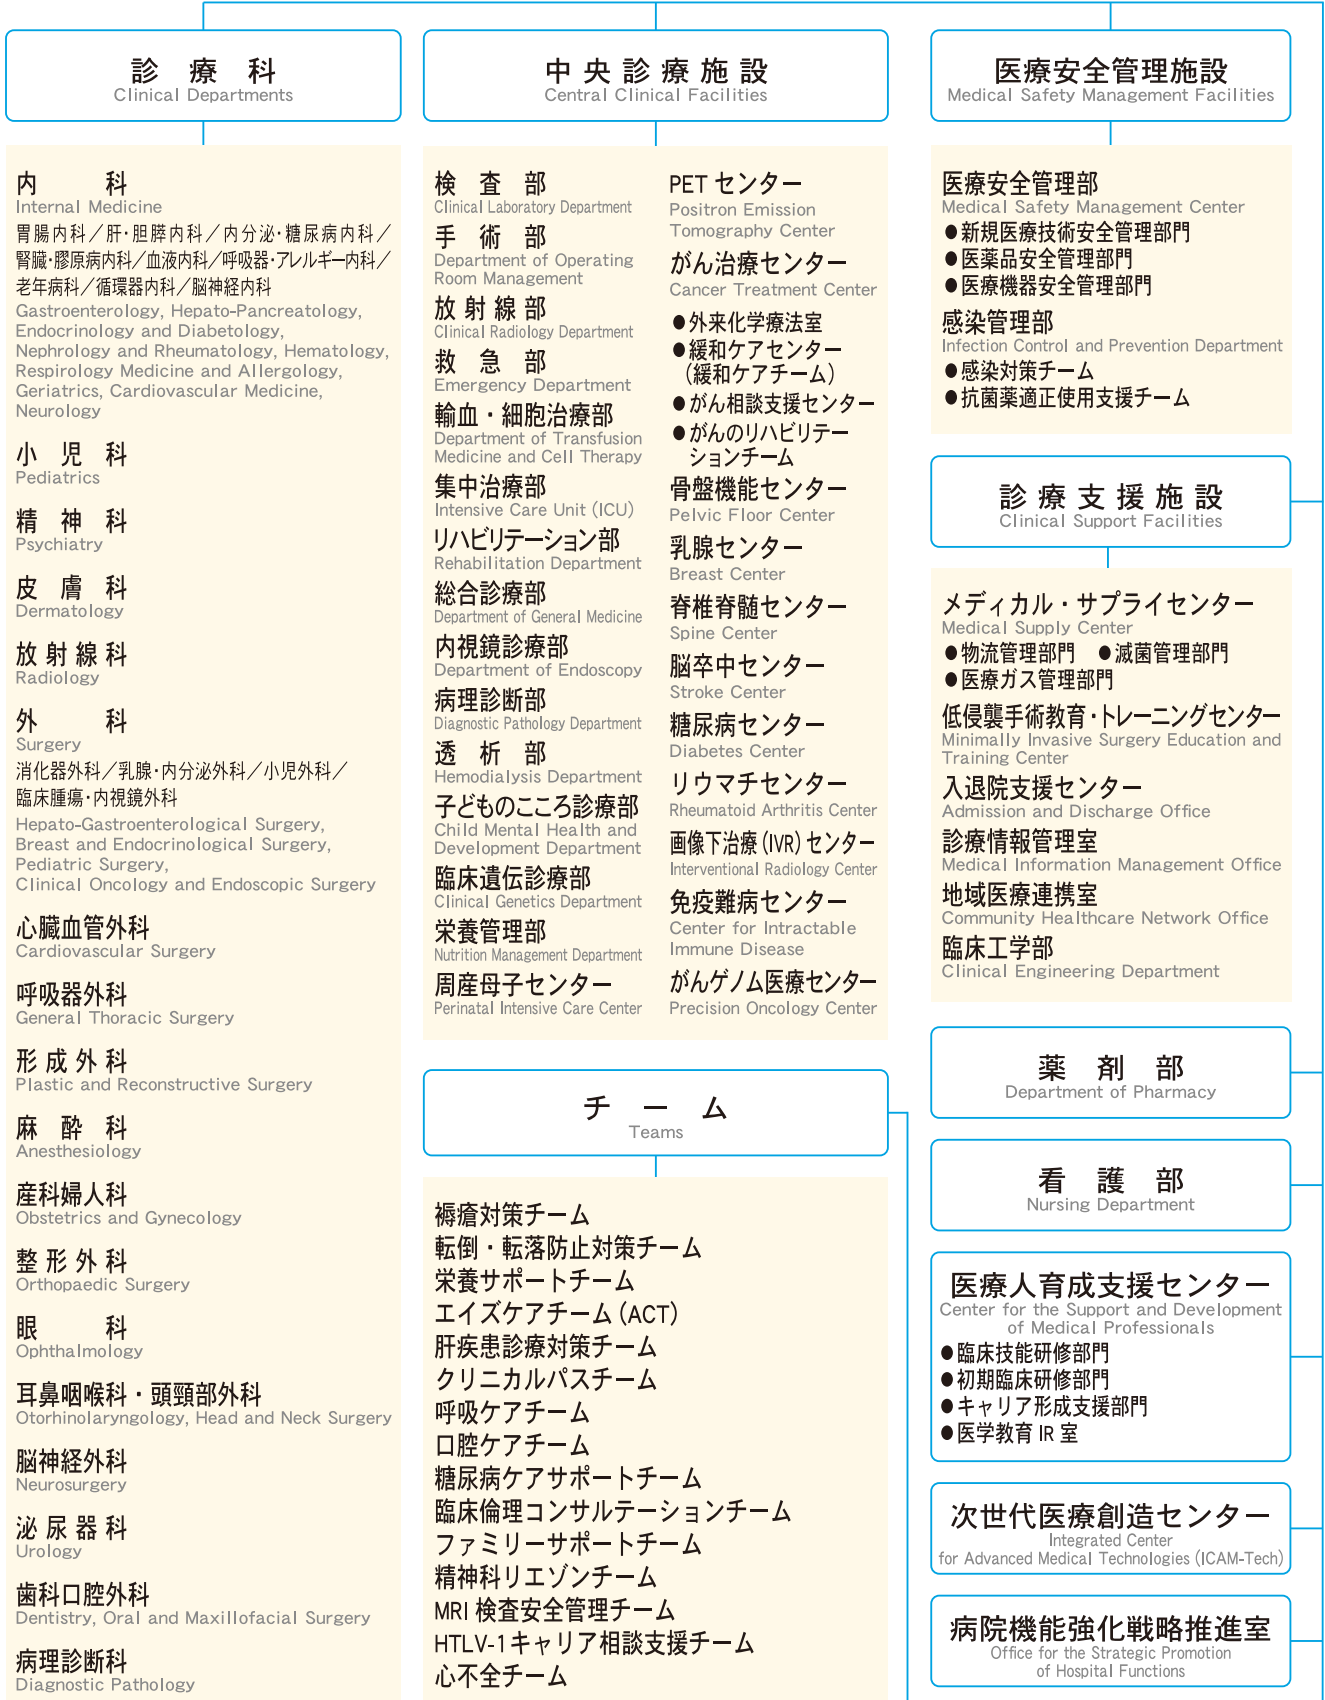 診療科
Clinical Departments
内科
Internal Medicine
胃腸内科／肝・胆膵内科／内分泌・糖尿病内科／
腎臓・膠原病内科／血液内科／呼吸器・アレルギー内科／
老年病科／循環器内科／脳神経内科
Gastroenterology, Hepato-Pancreatology,
Endocrinology and Diabetology,
Nephrology and Rheumatology, Hematology,
Respirology Medicine and Allergology,
Geriatrics, Cardiovascular Medicine,
Neurology
小児科
Pediatrics
精神科
Psychiatry
皮膚科
Dermatology
放射線科
Radiology
外科
Surgery
消化器外科／乳腺・内分泌外科／小児外科／
臨床腫瘍・内視鏡外科
Hepato-Gastroenterological Surgery,
Breast and Endocrinological Surgery,
Pediatric Surgery,
Clinical Oncology and Endoscopic Surgery
心臓血管外科
Cardiovascular Surgery
呼吸器外科
General Thoracic Surgery
形成外科
Plastic and Reconstructive Surgery
麻酔科
Anesthesiology
産科婦人科
Obstetrics and Gynecology
整形外科
Orthopaedic Surgery
眼科
Ophthalmology
耳鼻咽喉科・頭頸部外科
Otorhinolaryngology, Head and Neck Surgery
脳神経外科
Neurosurgery
泌尿器科
Urology
歯科口腔外科
Dentistry, Oral and Maxillofacial Surgery
病理診断科
Diagnostic Pathology
中央診療施設
Central Clinical Facilities
検査部
Clinical Laboratory Department
手術部
Department of Operating
Room Management
放射線部
Clinical Radiology Department
救急部
Emergency Department
輸血・細胞治療部
Department of Transfusion
Medicine and Cell Therapy
集中治療部
Intensive Care Unit (ICU)
リハビリテーション部
Rehabilitation Department
総合診療部
Department of General Medicine
内視鏡診療部
Department of Endoscopy
病理診断部
Diagnostic Pathology Department
透析部
Hemodialysis Department
子どものこころ診療部
Child Mental Health and
Development Department
臨床遺伝診療部
Clinical Genetics Department
栄養管理部
Nutrition Management Department
周産母子センター
Perinatal Intensive Care Center
PET センター
Positron Emission
Tomography Center
がん治療センター
Cancer Treatment Center
●外来化学療法室
●緩和ケアセンター
(緩和ケアチーム)
●がん相談支援センター
●がんのリハビリテー
ションチーム
骨盤機能センター
Pelvic Floor Center
乳腺センター
Breast Center
脊椎脊髄センター
Spine Center
脳卒中センター
Stroke Center
糖尿病センター
Diabetes Center
リウマチセンター
Rheumatoid Arthritis Center
画像下治療(IVR)センター
Interventional Radiology Center
免疫難病センター
Center for Intractable
Immune Disease
がんゲノム医療センター
Precision Oncology Center
チーム
Teams
褥瘡対策チーム
転倒・転落防止対策チーム
栄養サポートチーム
エイズケアチーム(ACT)
肝疾患診療対策チーム
クリニカルパスチーム
呼吸ケアチーム
口腔ケアチーム
糖尿病ケアサポートチーム
臨床倫理コンサルテーションチーム
ファミリーサポートチーム
精神科リエゾンチーム
MRI 検査安全管理チーム
HTLV-1キャリア相談支援チーム
心不全チーム
医療安全管理施設
Medical Safety Management Facilities
医療安全管理部
Medical Safety Management Center
●新規医療技術安全管理部門
●医薬品安全管理部門
●医療機器安全管理部門
感染管理部
Infection Control and Prevention Department
●感染対策チーム
●抗菌薬適正使用支援チーム
診療支援施設
Clinical Support Facilities
メディカル・サプライセンター
Medical Supply Center
●物流管理部門 ●滅菌管理部門
●医療ガス管理部門
低侵襲手術教育・トレーニングセンター
Minimally Invasive Surgery Education and
Training Center
入退院支援センター
Admission and Discharge Office
診療情報管理室
Medical Information Management Office
地域医療連携室
Community Healthcare Network Office
臨床工学部
Clinical Engineering Department
薬剤部
Department of Pharmacy
看護部
Nursing Department
医療人育成支援センター
Center for the Support and Development
of Medical Professionals
●臨床技能研修部門
●初期臨床研修部門
●キャリア形成支援部門
●医学教育 IR 室
次世代医療創造センター
Integrated Center
for Advanced Medical Technologies (ICAM-Tech)
病院機能強化戦略推進室
Office for the Strategic Promotion
of Hospital Functions